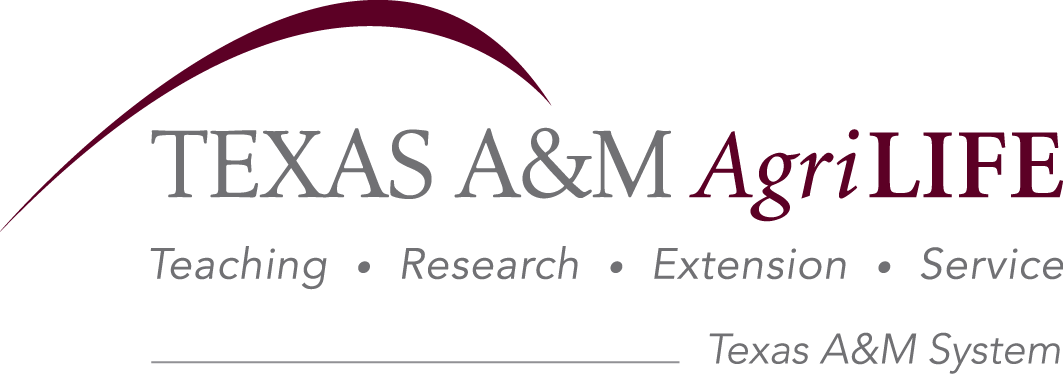 TEXAS A&M AgriLIFE
Teaching • Research • Extension • Service
Texas A&M System